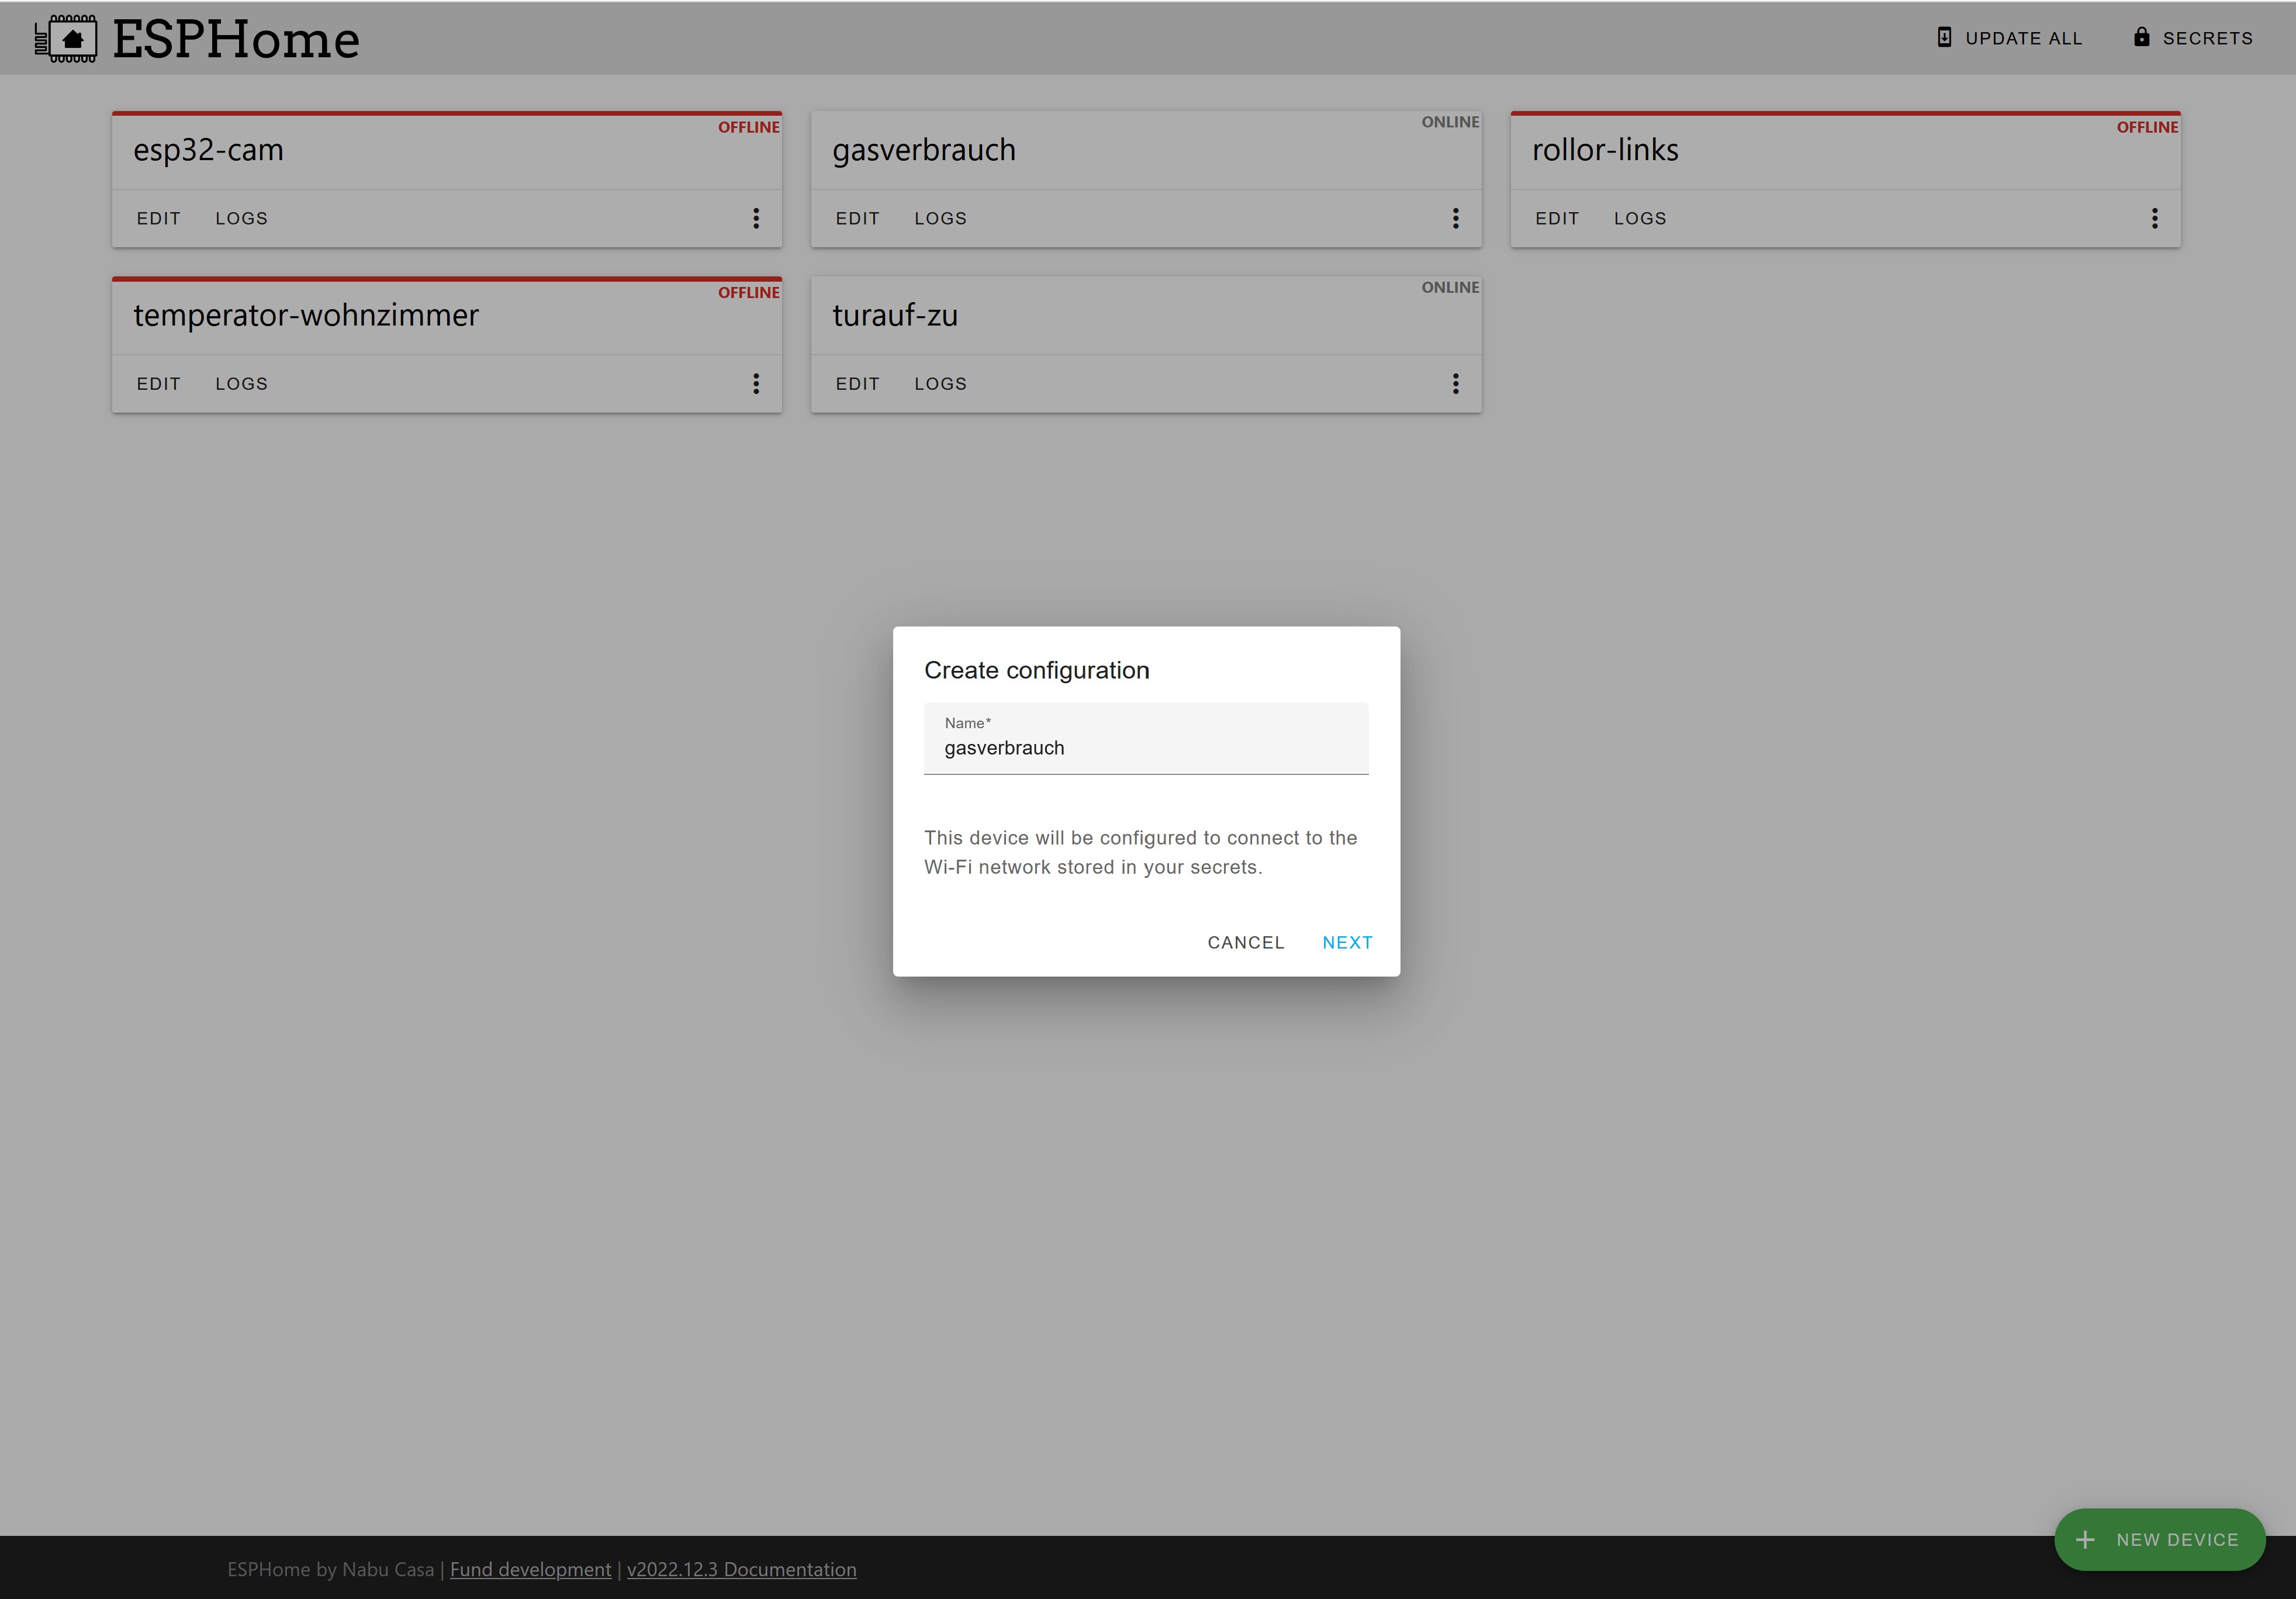 ESPHome
UPDATE ALL
SECRETS
OFFLINE
esp32-cam
EDIT LOGS
ONLINE
gasverbrauch
EDIT LOGS
OFFLINE
rollor-links
EDIT LOGS
OFFLINE
temperator-wohnzimmer
EDIT LOGS
ONLINE
turauf-zu
EDIT LOGS
Create configuration
Name*
gasverbrauch
This device will be configured to connect to the
Wi-Fi network stored in your secrets.
CANCEL NEXT
NEW DEVICE
ESPHome by Nabu Casa | Fund development | v2022.12.3 Documentation